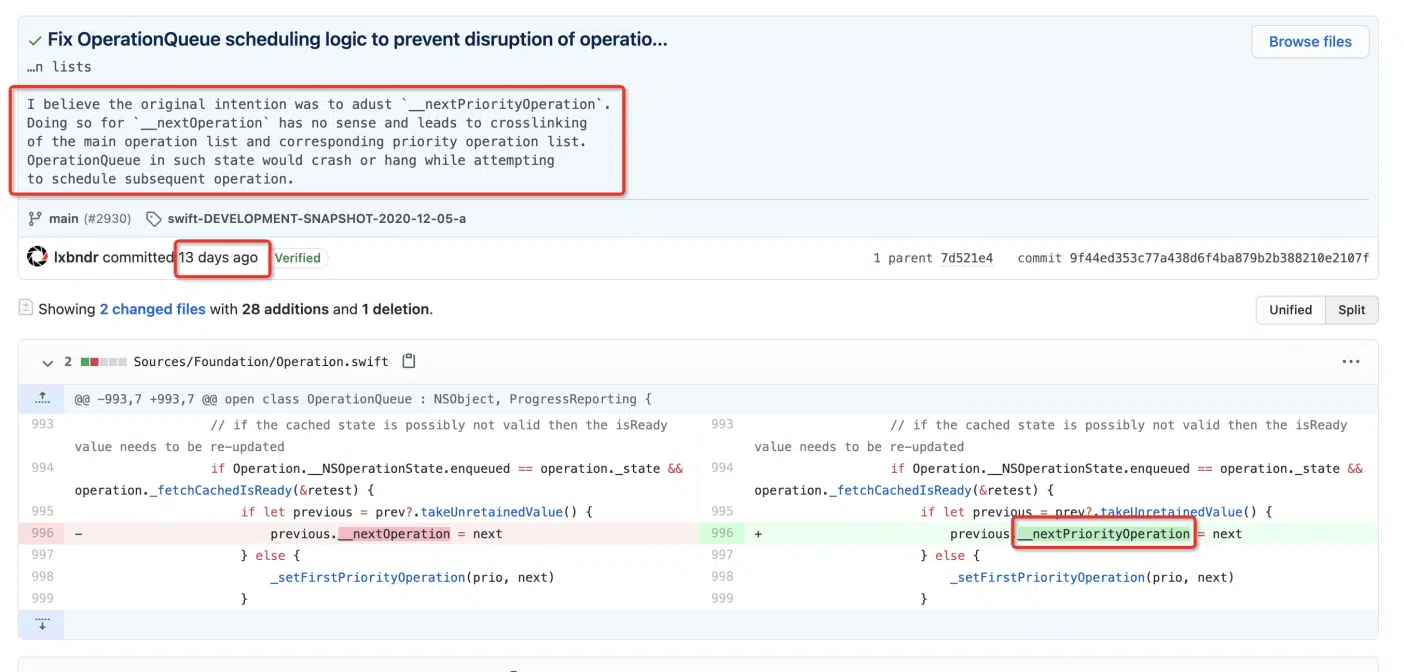 Fix OperationQueue scheduling logic to prevent disruption of operatio...
Browse files
…n lists
I believe the original intention was to adust `__nextPriorityOperation`.
Doing so for `__nextOperation` has no sense and leads to crosslinking
of the main operation list and corresponding priority operation list.
OperationQueue in such state would crash or hang while attempting
to schedule subsequent operation.
main (#2930) swift-DEVELOPMENT-SNAPSHOT-2020-12-05-a
lxbndr committed 13 days ago Verified 1 parent 7d521e4 commit 9f44ed353c77a438d6f4ba879b2b388210e2107f
Showing 2 changed files with 28 additions and 1 deletion.
Unified Split
2 Sources/Foundation/Operation.swift
@@ -993,7 +993,7 @@ open class OperationQueue : NSObject, ProgressReporting {
993 // if the cached state is possibly not valid then the isReady 993 // if the cached state is possibly not valid then the isReady
value needs to be re-updated value needs to be re-updated
994 if Operation.__NSOperationState.enqueued == operation._state && 994 if Operation.__NSOperationState.enqueued == operation._state &&
operation._fetchCachedIsReady(&retest) { operation._fetchCachedIsReady(&retest) {
995 if let previous = prev?.takeUnretainedValue() { 995 if let previous = prev?.takeUnretainedValue() {
996 - previous.__nextOperation = next 996 + previous.__nextPriorityOperation = next
997 } else { 997 } else {
998 _setFirstPriorityOperation(prio, next) 998 _setFirstPriorityOperation(prio, next)
999 } 999 }